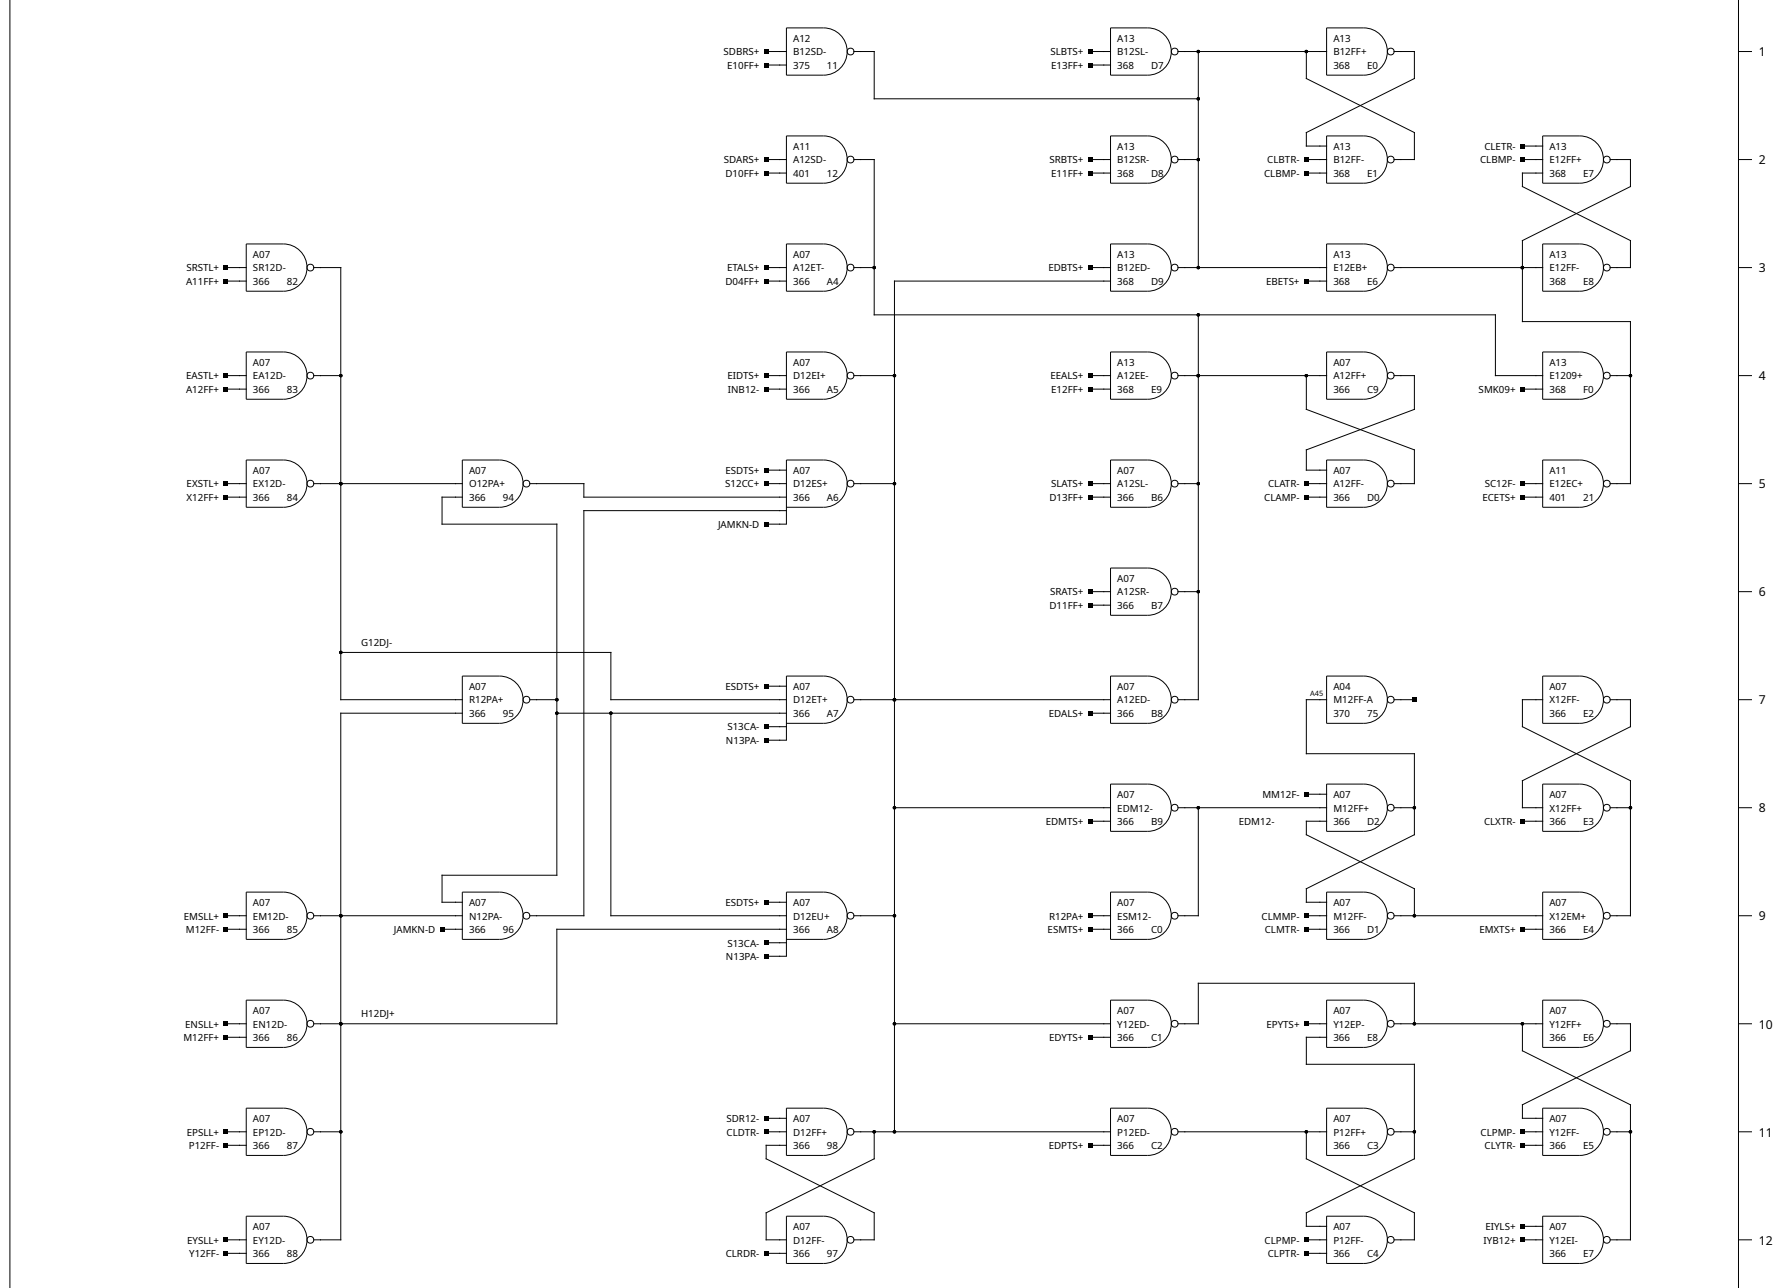 A12
A13
A13
SDBRS+
B12SD-
SLBTS+
B12SL-
B12FF+
1
E10FF+
375 11
E13FF+
368 D7
368 E0
A11
A13
A13
CLETR-
A13
SDARS+
A12SD-
SRBTS+
B12SR-
CLBTR-
B12FF-
CLBMP-
E12FF+
2
D10FF+
401 12
E11FF+
368 D8
CLBMP-
368 E1
368 E7
A07
A07
A13
A13
A13
SRSTL+
SR12D-
ETALS+
A12ET-
EDBTS+
B12ED-
E12EB+
E12FF-
3
A11FF+
366 82
D04FF+
366 A4
368 D9
EBETS+
368 E6
368 E8
A07
A07
A13
A07
A13
EASTL+
EA12D-
EIDTS+
D12EI+
EEALS+
A12EE-
A12FF+
E1209+
4
A12FF+
366 83
INB12-
366 A5
E12FF+
368 E9
366 C9
SMK09+
368 F0
A07
A07
ESDTS+
A07
A07
A07
A11
EXSTL+
EX12D-
O12PA+
S12CC+
D12ES+
SLATS+
A12SL-
CLATR-
A12FF-
SC12F-
E12EC+
5
X12FF+
366 84
366 94
366 A6
D13FF+
366 B6
CLAMP-
366 D0
ECETS+
401 21
JAMKN-D
A07
SRATS+
A12SR-
6
D11FF+
366 B7
G12DJ-
A07
ESDTS+
A07
A07
A04
A07
R12PA+
D12ET+
A12ED-
A45
M12FF-A
X12FF-
7
366 95
366 A7
EDALS+
366 B8
370 75
366 E2
S13CA-
N13PA-
A07
MM12F-
A07
A07
EDM12-
M12FF+
X12FF+
8
EDMTS+
366 B9
EDM12-
366 D2
CLXTR-
366 E3
A07
A07
ESDTS+
A07
A07
A07
A07
EMSLL+
EM12D-
N12PA-
D12EU+
R12PA+
ESM12-
CLMMP-
M12FF-
X12EM+
9
M12FF-
366 85
JAMKN-D
366 96
366 A8
ESMTS+
366 C0
CLMTR-
366 D1
EMXTS+
366 E4
S13CA-
N13PA-
A07
H12DJ+
A07
A07
A07
ENSLL+
EN12D-
Y12ED-
EPYTS+
Y12EP-
Y12FF+
10
M12FF+
366 86
EDYTS+
366 C1
366 E8
366 E6
A07
SDR12-
A07
A07
A07
A07
EPSLL+
EP12D-
CLDTR-
D12FF+
P12ED-
P12FF+
CLPMP-
Y12FF-
11
P12FF-
366 87
366 98
EDPTS+
366 C2
366 C3
CLYTR-
366 E5
A07
A07
A07
EIYLS+
A07
EYSLL+
EY12D-
D12FF-
CLPMP-
P12FF-
IYB12+
Y12EI-
12
Y12FF-
366 88
CLRDR-
366 97
CLPTR-
366 C4
366 E7